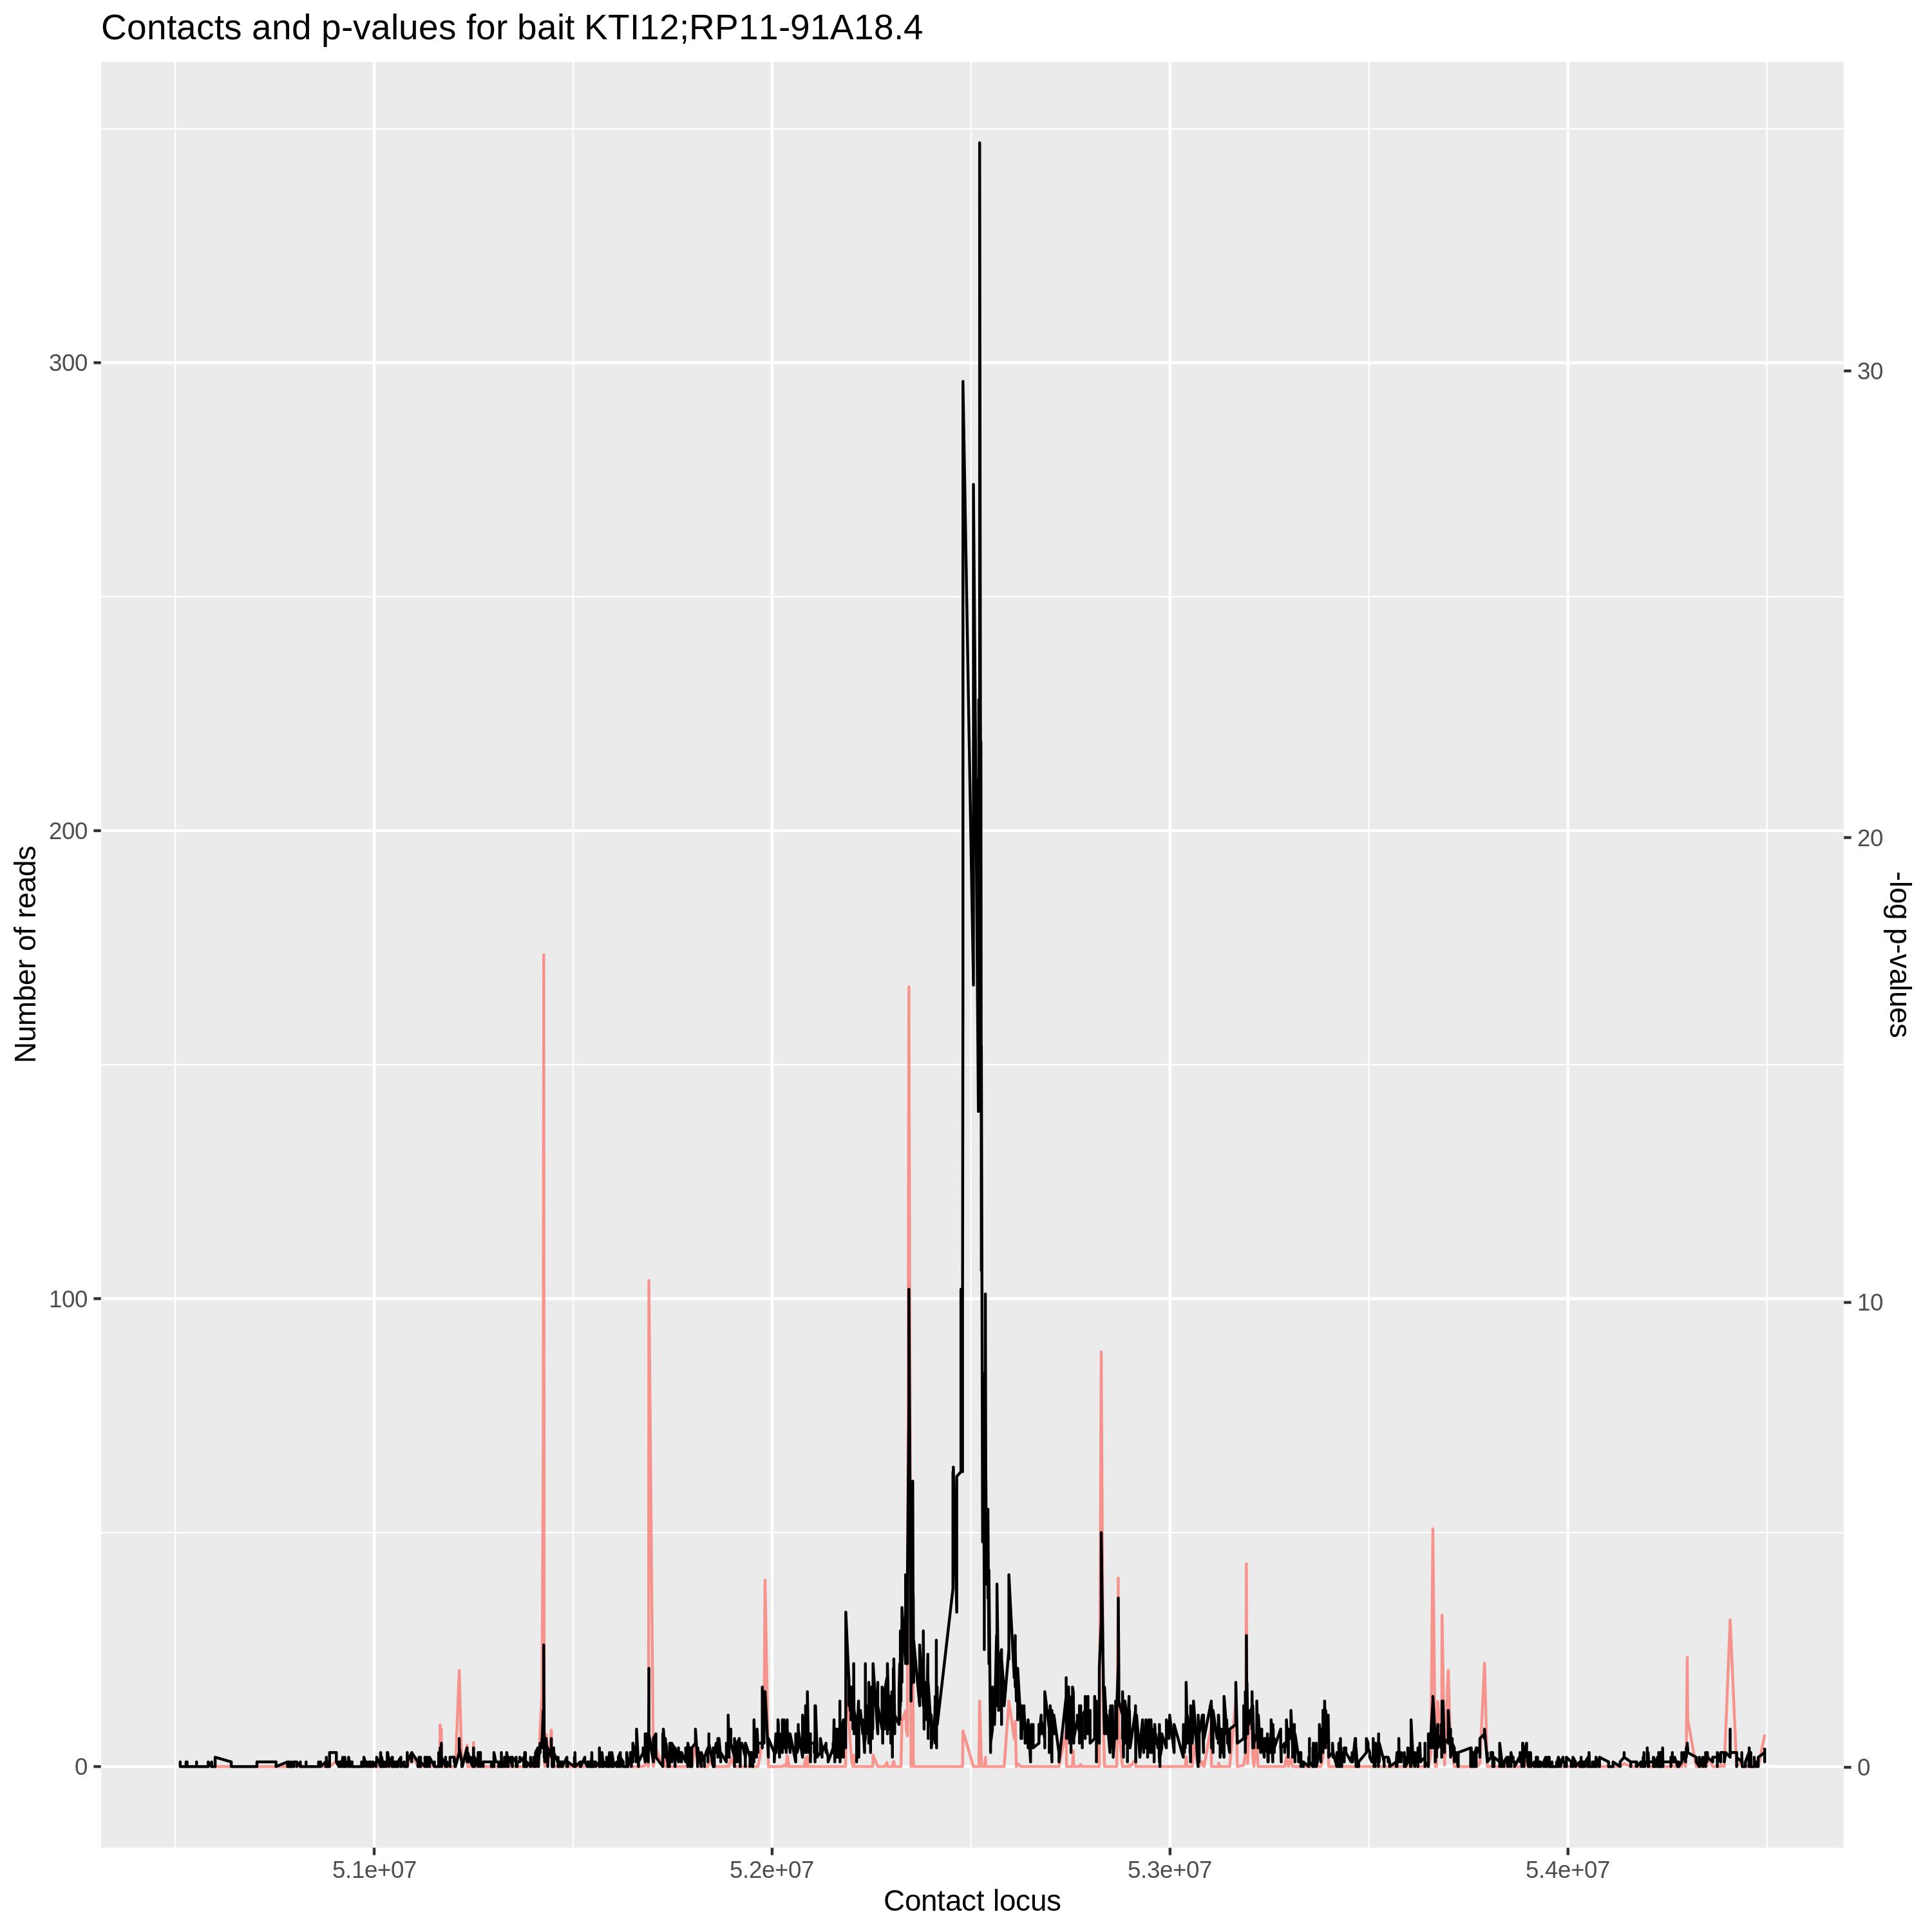 Contacts and p-values for bait KTI12;RP11-91A18.4
300
200
100
0
Number of reads
30
20
10
0
-log p-values
5.1e+07
5.2e+07
5.3e+07
5.4e+07
Contact locus